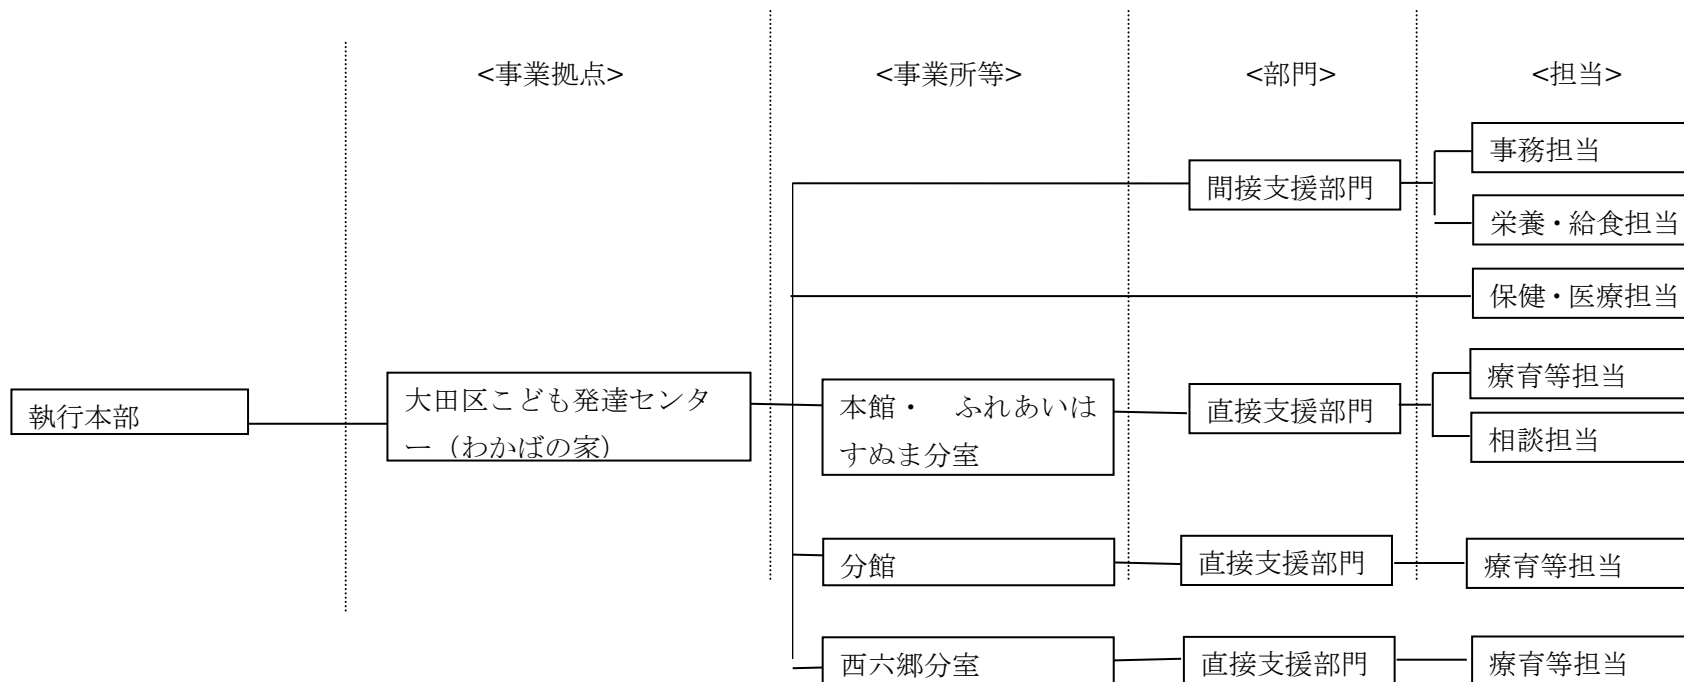 <事業拠点>
<事業所等>
<部門>
<担当>
事務担当
間接支援部門
栄養・給食担当
保健・医療担当
執行本部
大田区こども発達センタ
ー（わかばの家）
本館・　ふれあいは
すぬま分室
直接支援部門
療育等担当
相談担当
分館
直接支援部門
療育等担当
西六郷分室
直接支援部門
療育等担当